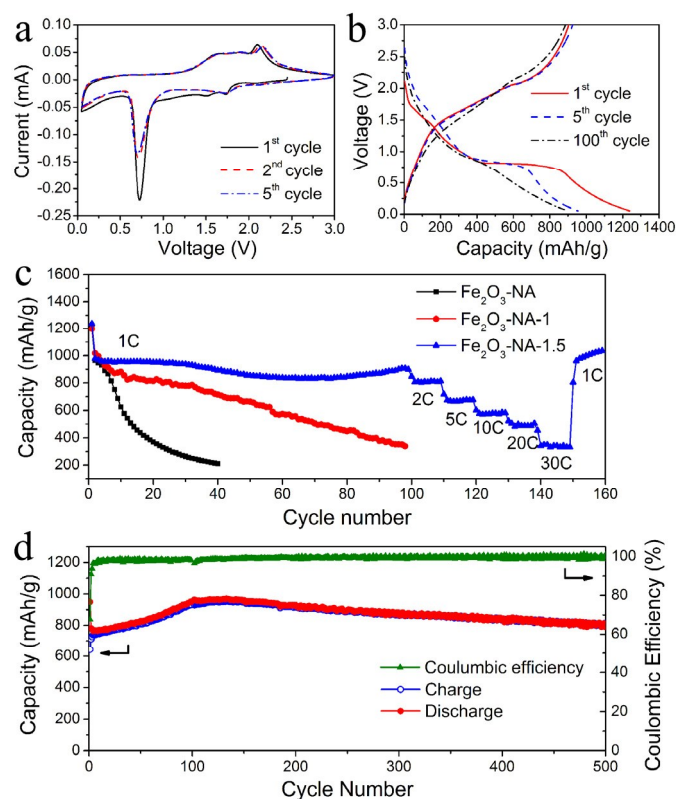 a
0.10
0.05
0.00
-0.05
-0.10
-0.15
-0.20
-0.25
Current (mA)
1st cycle
2nd cycle
5th cycle
0.0 0.5 1.0 1.5 2.0 2.5 3.0
Voltage (V)
b
3.0
2.5
2.0
1.5
1.0
0.5
0.0
Voltage (V)
1st cycle
5th cycle
100th cycle
0 200 400 600 800 1000 1200 1400
Capacity (mAh/g)
c
1600
1400
1200
1000
800
600
400
200
Capacity (mAh/g)
Fe2O3-NA
Fe2O3-NA-1
Fe2O3-NA-1.5
1C
2C
5C
10C
20C
30C
1C
0 20 40 60 80 100 120 140 160
Cycle number
d
1200
1000
800
600
400
200
0
Capacity (mAh/g)
100
80
60
40
20
0
Coulombic Efficiency (%)
Coulumbic efficiency
Charge
Discharge
0 100 200 300 400 500
Cycle Number